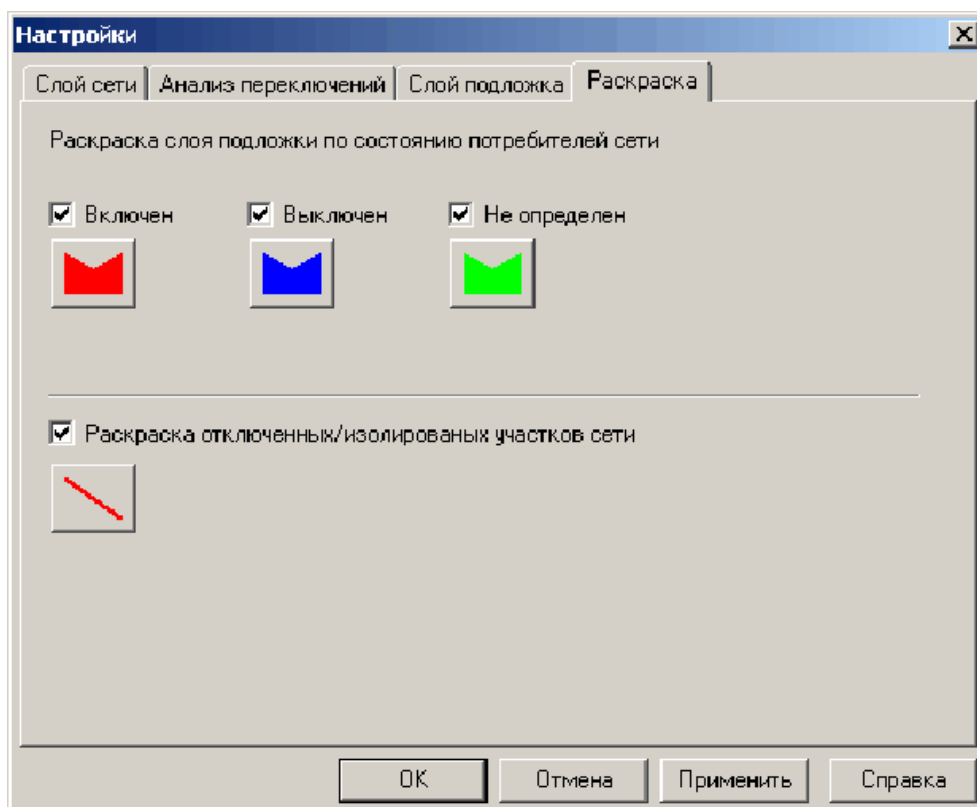 Настройки
Слой сети Анализ переключений Слой подложка Раскраска
Раскраска слоя подложки по состоянию потребителей сети
Включен Выключен Не определен
Раскраска отключенных/изолированых участков сети
OK Отмена Применить Справка